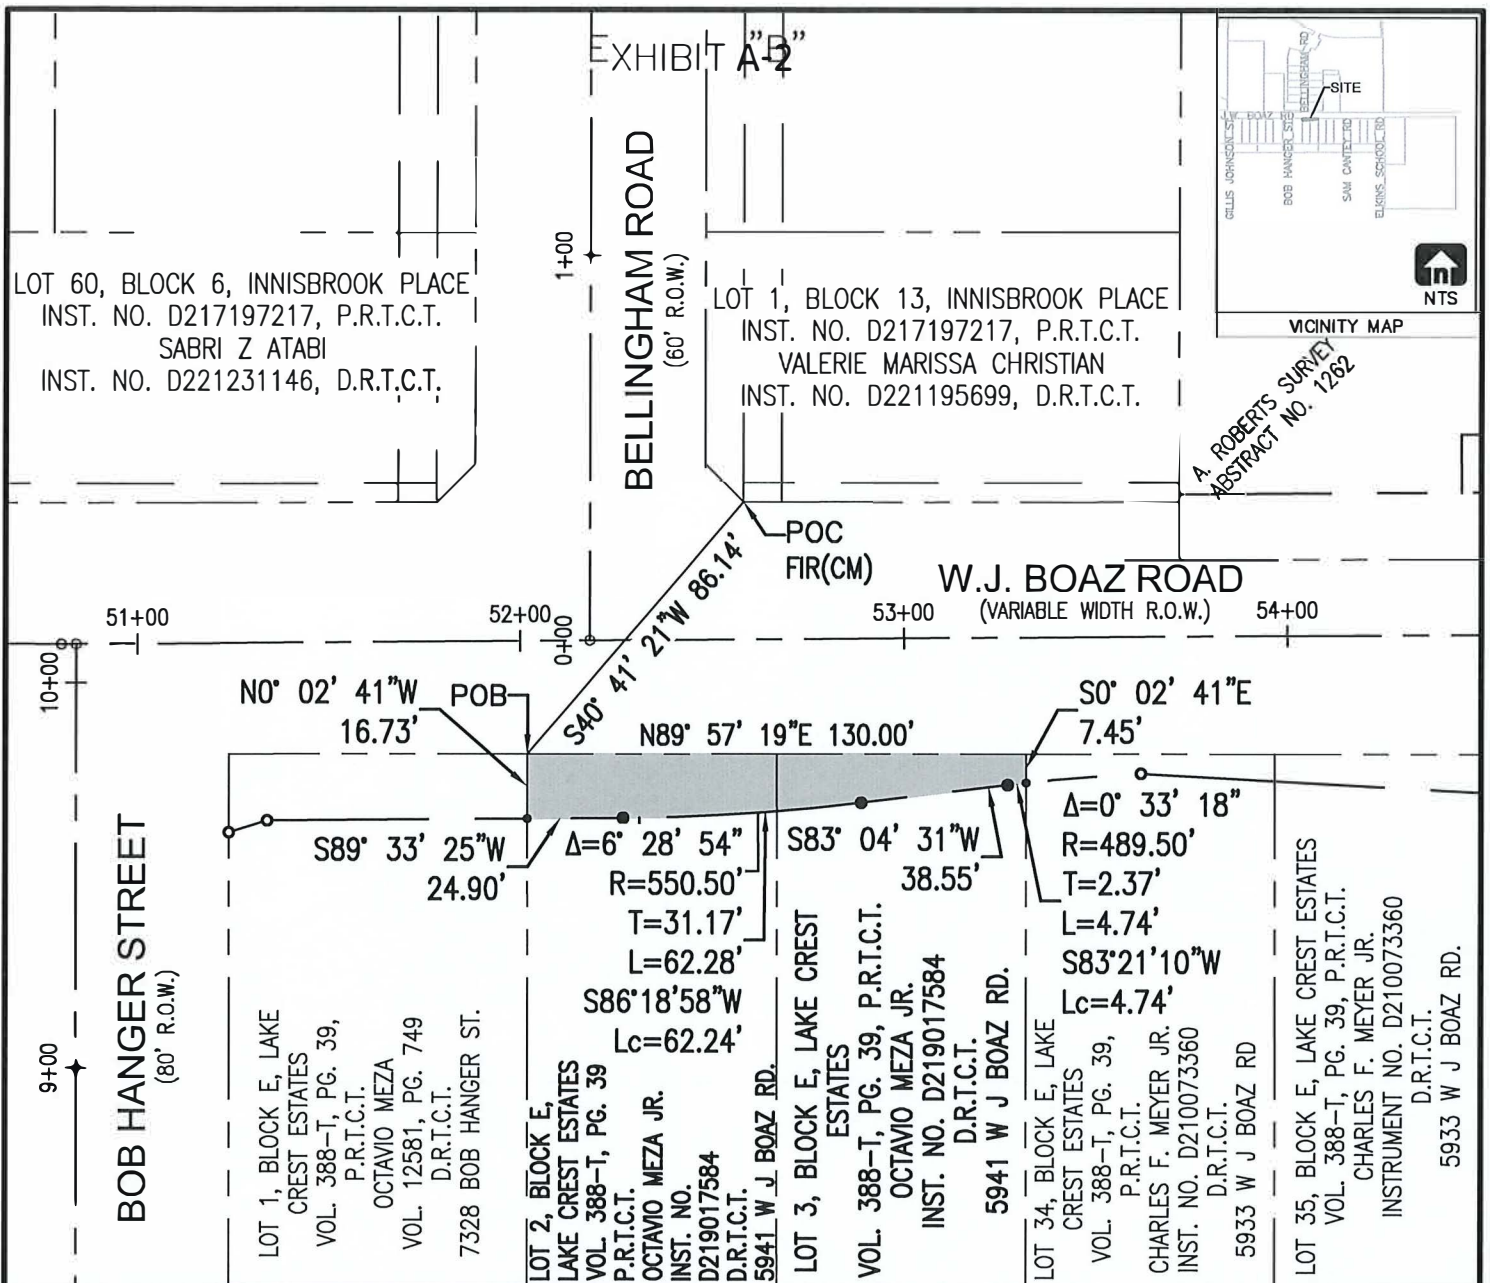 EXHIBIT A"-2"
B"
SITE
BELLINGHAM RD
W.J. BOAZ
GILLIS JOHNSON ST
BOB HANGER ST
SAM CANTEY RD
ELKINS SCHOOL RD
n
NTS
VICINITY MAP
LOT 60, BLOCK 6, INNISBROOK PLACE
INST. NO. D217197217, P.R.T.C.T.
SABRI Z ATABI
INST. NO. D221231146, D.R.T.C.T.
1+00
BELLINGHAM ROAD
(60' R.O.W.)
LOT 1, BLOCK 13, INNISBROOK PLACE
INST. NO. D217197217, P.R.T.C.T.
VALERIE MARISSA CHRISTIAN
INST. NO. D221195699, D.R.T.C.T.
A. ROBERTS SURVEY
ABSTRACT NO. 1262
POC
FIR(CM)
W.J. BOAZ ROAD
(VARIABLE WIDTH R.O.W.)
51+00
52+00
53+00
54+00
0+00
10+00
S40° 41' 21"W 86.14'
N0° 02' 41"W
16.73'
POB
N89° 57' 19"E 130.00'
S0° 02' 41"E
7.45'
S89° 33' 25"W
24.90'
Δ=6° 28' 54"
R=550.50'
T=31.17'
L=62.28'
S86°18'58"W
Lc=62.24'
S83° 04' 31"W
38.55'
Δ=0° 33' 18"
R=489.50'
T=2.37'
L=4.74'
S83°21'10"W
Lc=4.74'
9+00
BOB HANGER STREET
(80' R.O.W.)
LOT 1, BLOCK E, LAKE
CREST ESTATES
VOL. 388-T, PG. 39,
P.R.T.C.T.
OCTAVIO MEZA
VOL. 12581, PG. 749
D.R.T.C.T.
7328 BOB HANGER ST.
LOT 2, BLOCK E,
LAKE CREST ESTATES
VOL. 388-T, PG. 39
P.R.T.C.T.
OCTAVIO MEZA JR.
INST. NO.
D219017584
D.R.T.C.T.
5941 W J BOAZ RD.
LOT 3, BLOCK E, LAKE CREST
ESTATES
VOL. 388-T, PG. 39, P.R.T.C.T.
OCTAVIO MEZA JR.
INST. NO. D219017584
D.R.T.C.T.
5941 W J BOAZ RD.
LOT 34, BLOCK E, LAKE
CREST ESTATES
VOL. 388-T, PG. 39,
P.R.T.C.T.
CHARLES F. MEYER JR.
INST. NO. D210073360
D.R.T.C.T.
5933 W J BOAZ RD
LOT 35, BLOCK E, LAKE CREST ESTATES
VOL. 388-T, PG. 39, P.R.T.C.T.
CHARLES F. MEYER JR.
INSTRUMENT NO. D210073360
D.R.T.C.T.
5933 W J BOAZ RD.